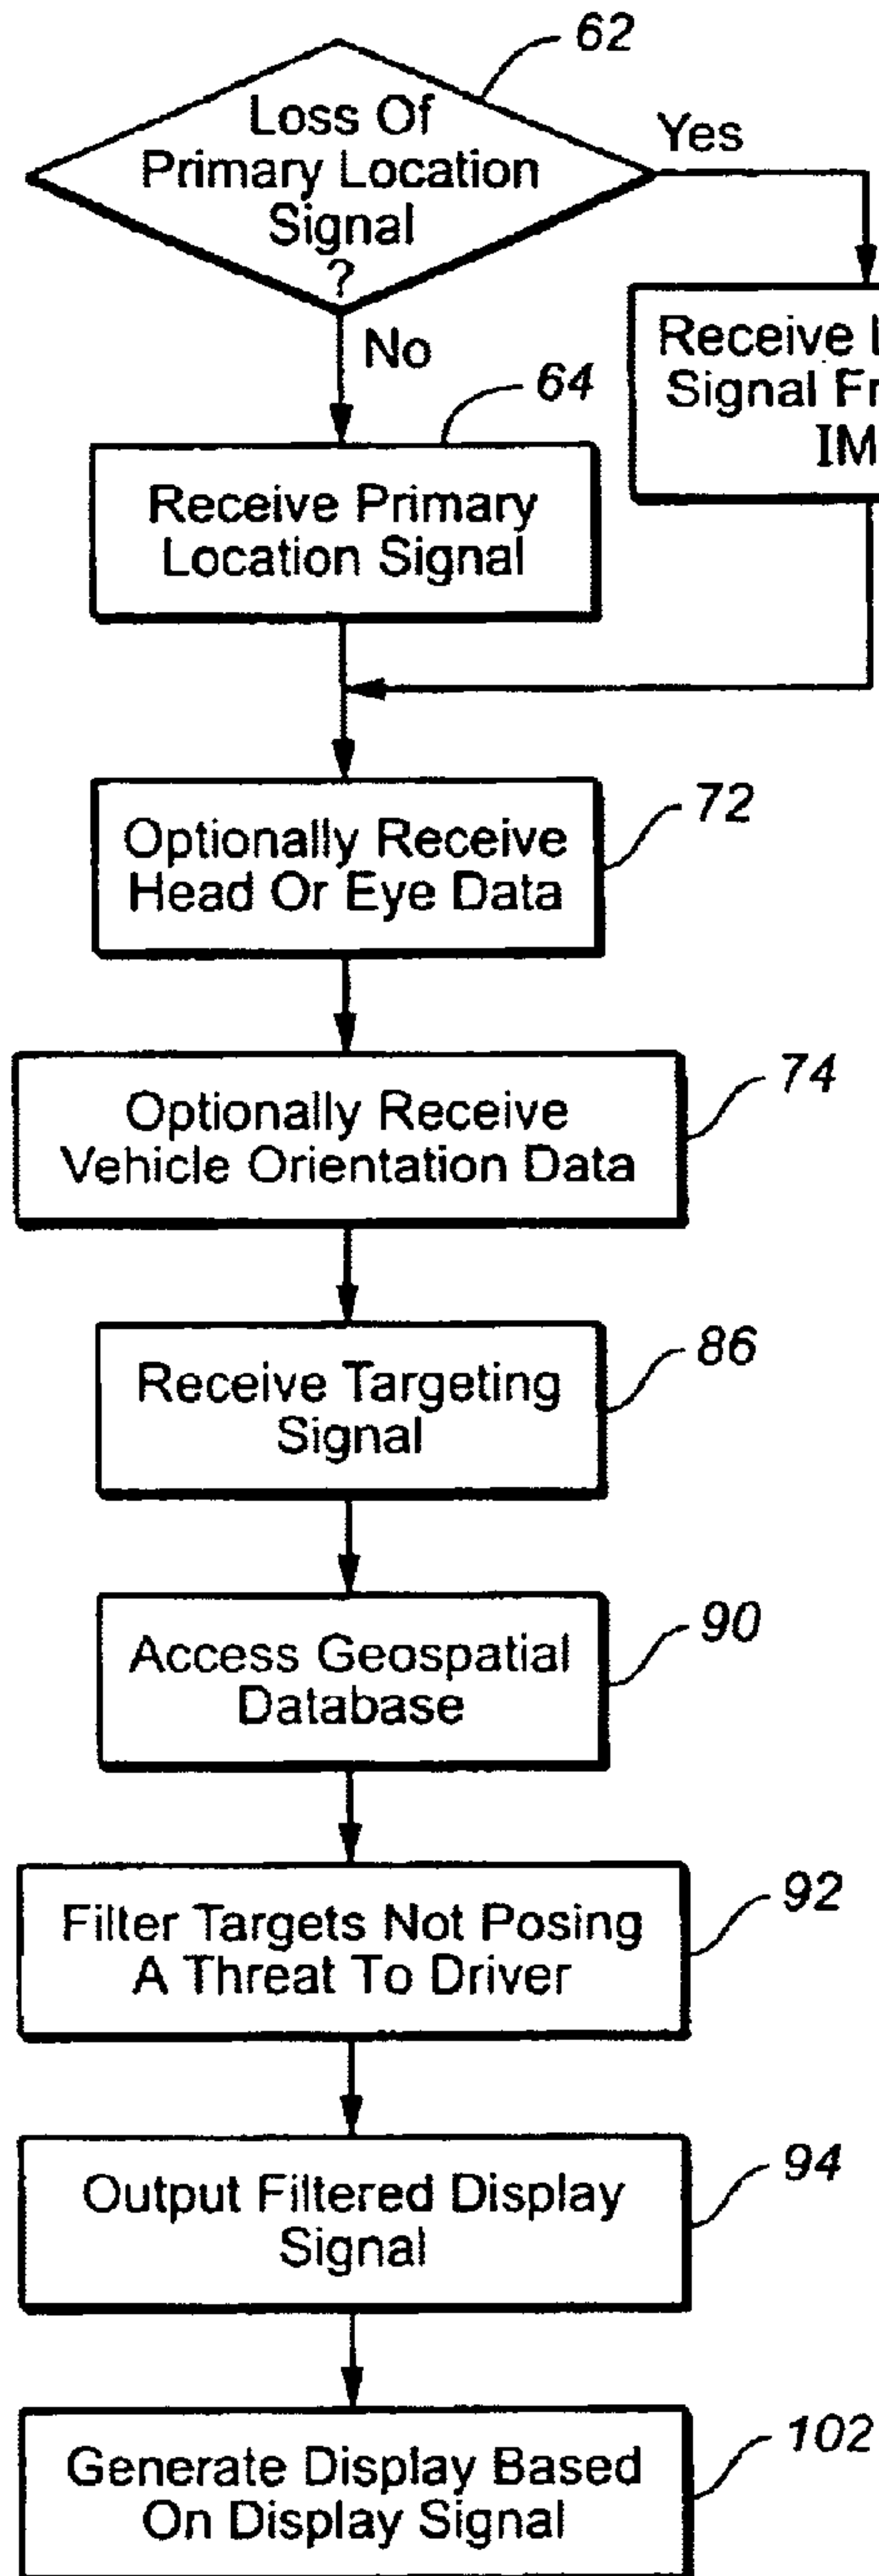 62
Loss Of
Primary Location
Signal
?
Yes
No
Receive
Signal
64
Receive Primary
Location Signal
72
Optionally Receive
Head Or Eye Data
74
Optionally Receive
Vehicle Orientation Data
86
Receive Targeting
Signal
90
Access Geospatial
Database
92
Filter Targets Not Posing
A Threat To Driver
94
Output Filtered Display
Signal
102
Generate Display Based
On Display Signal